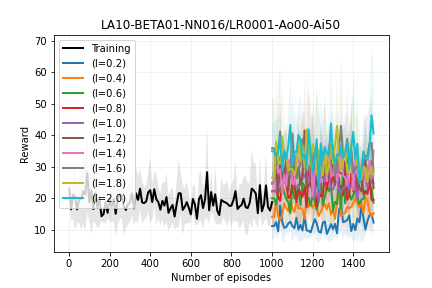 LA10-BETA01-NN016/LR0001-Ao00-Ai50
Reward
70
60
50
40
30
20
10
Training
(l=0.2)
(l=0.4)
(l=0.6)
(l=0.8)
(l=1.0)
(l=1.2)
(l=1.4)
(l=1.6)
(l=1.8)
(l=2.0)
0 200 400 600 800 1000 1200 1400
Number of episodes